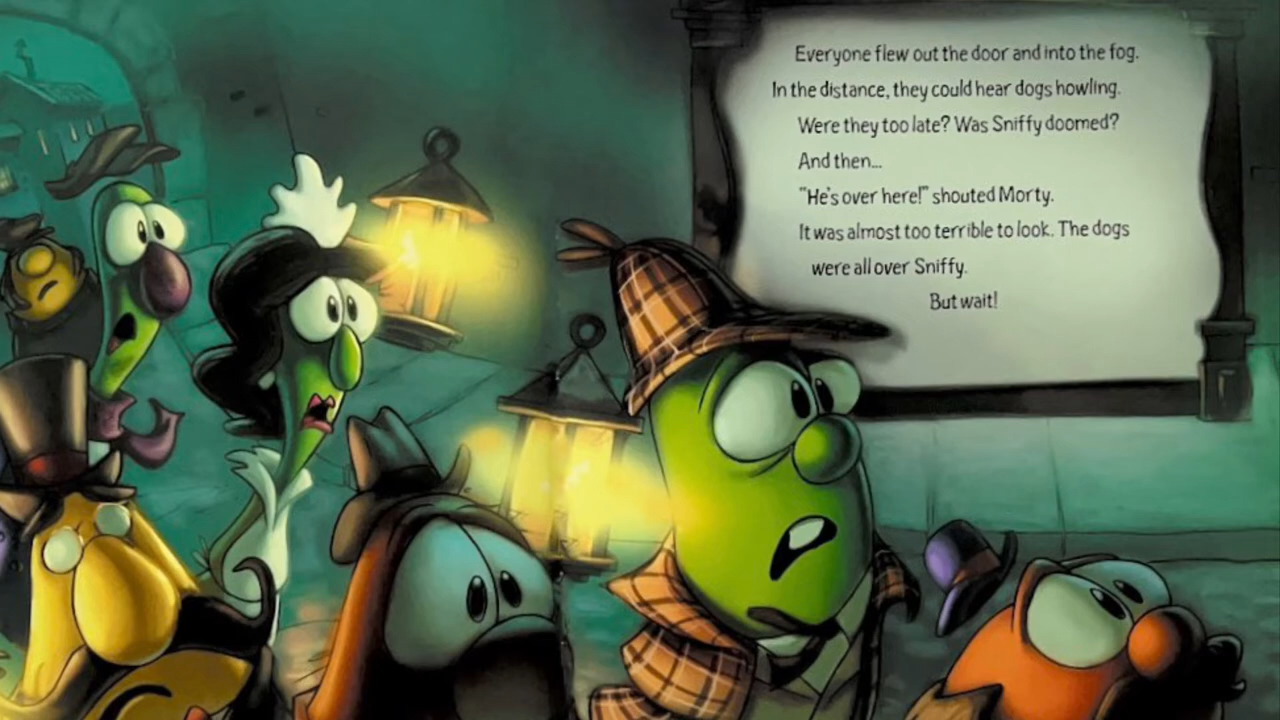 Everyone flew out the door and into the fog.
In the distance, they could hear dogs howling.
Were they too late? Was Sniffy doomed?
And then...
"He's over here!" shouted Morty.
It was almost too terrible to look. The dogs
were all over Sniffy.
But wait!